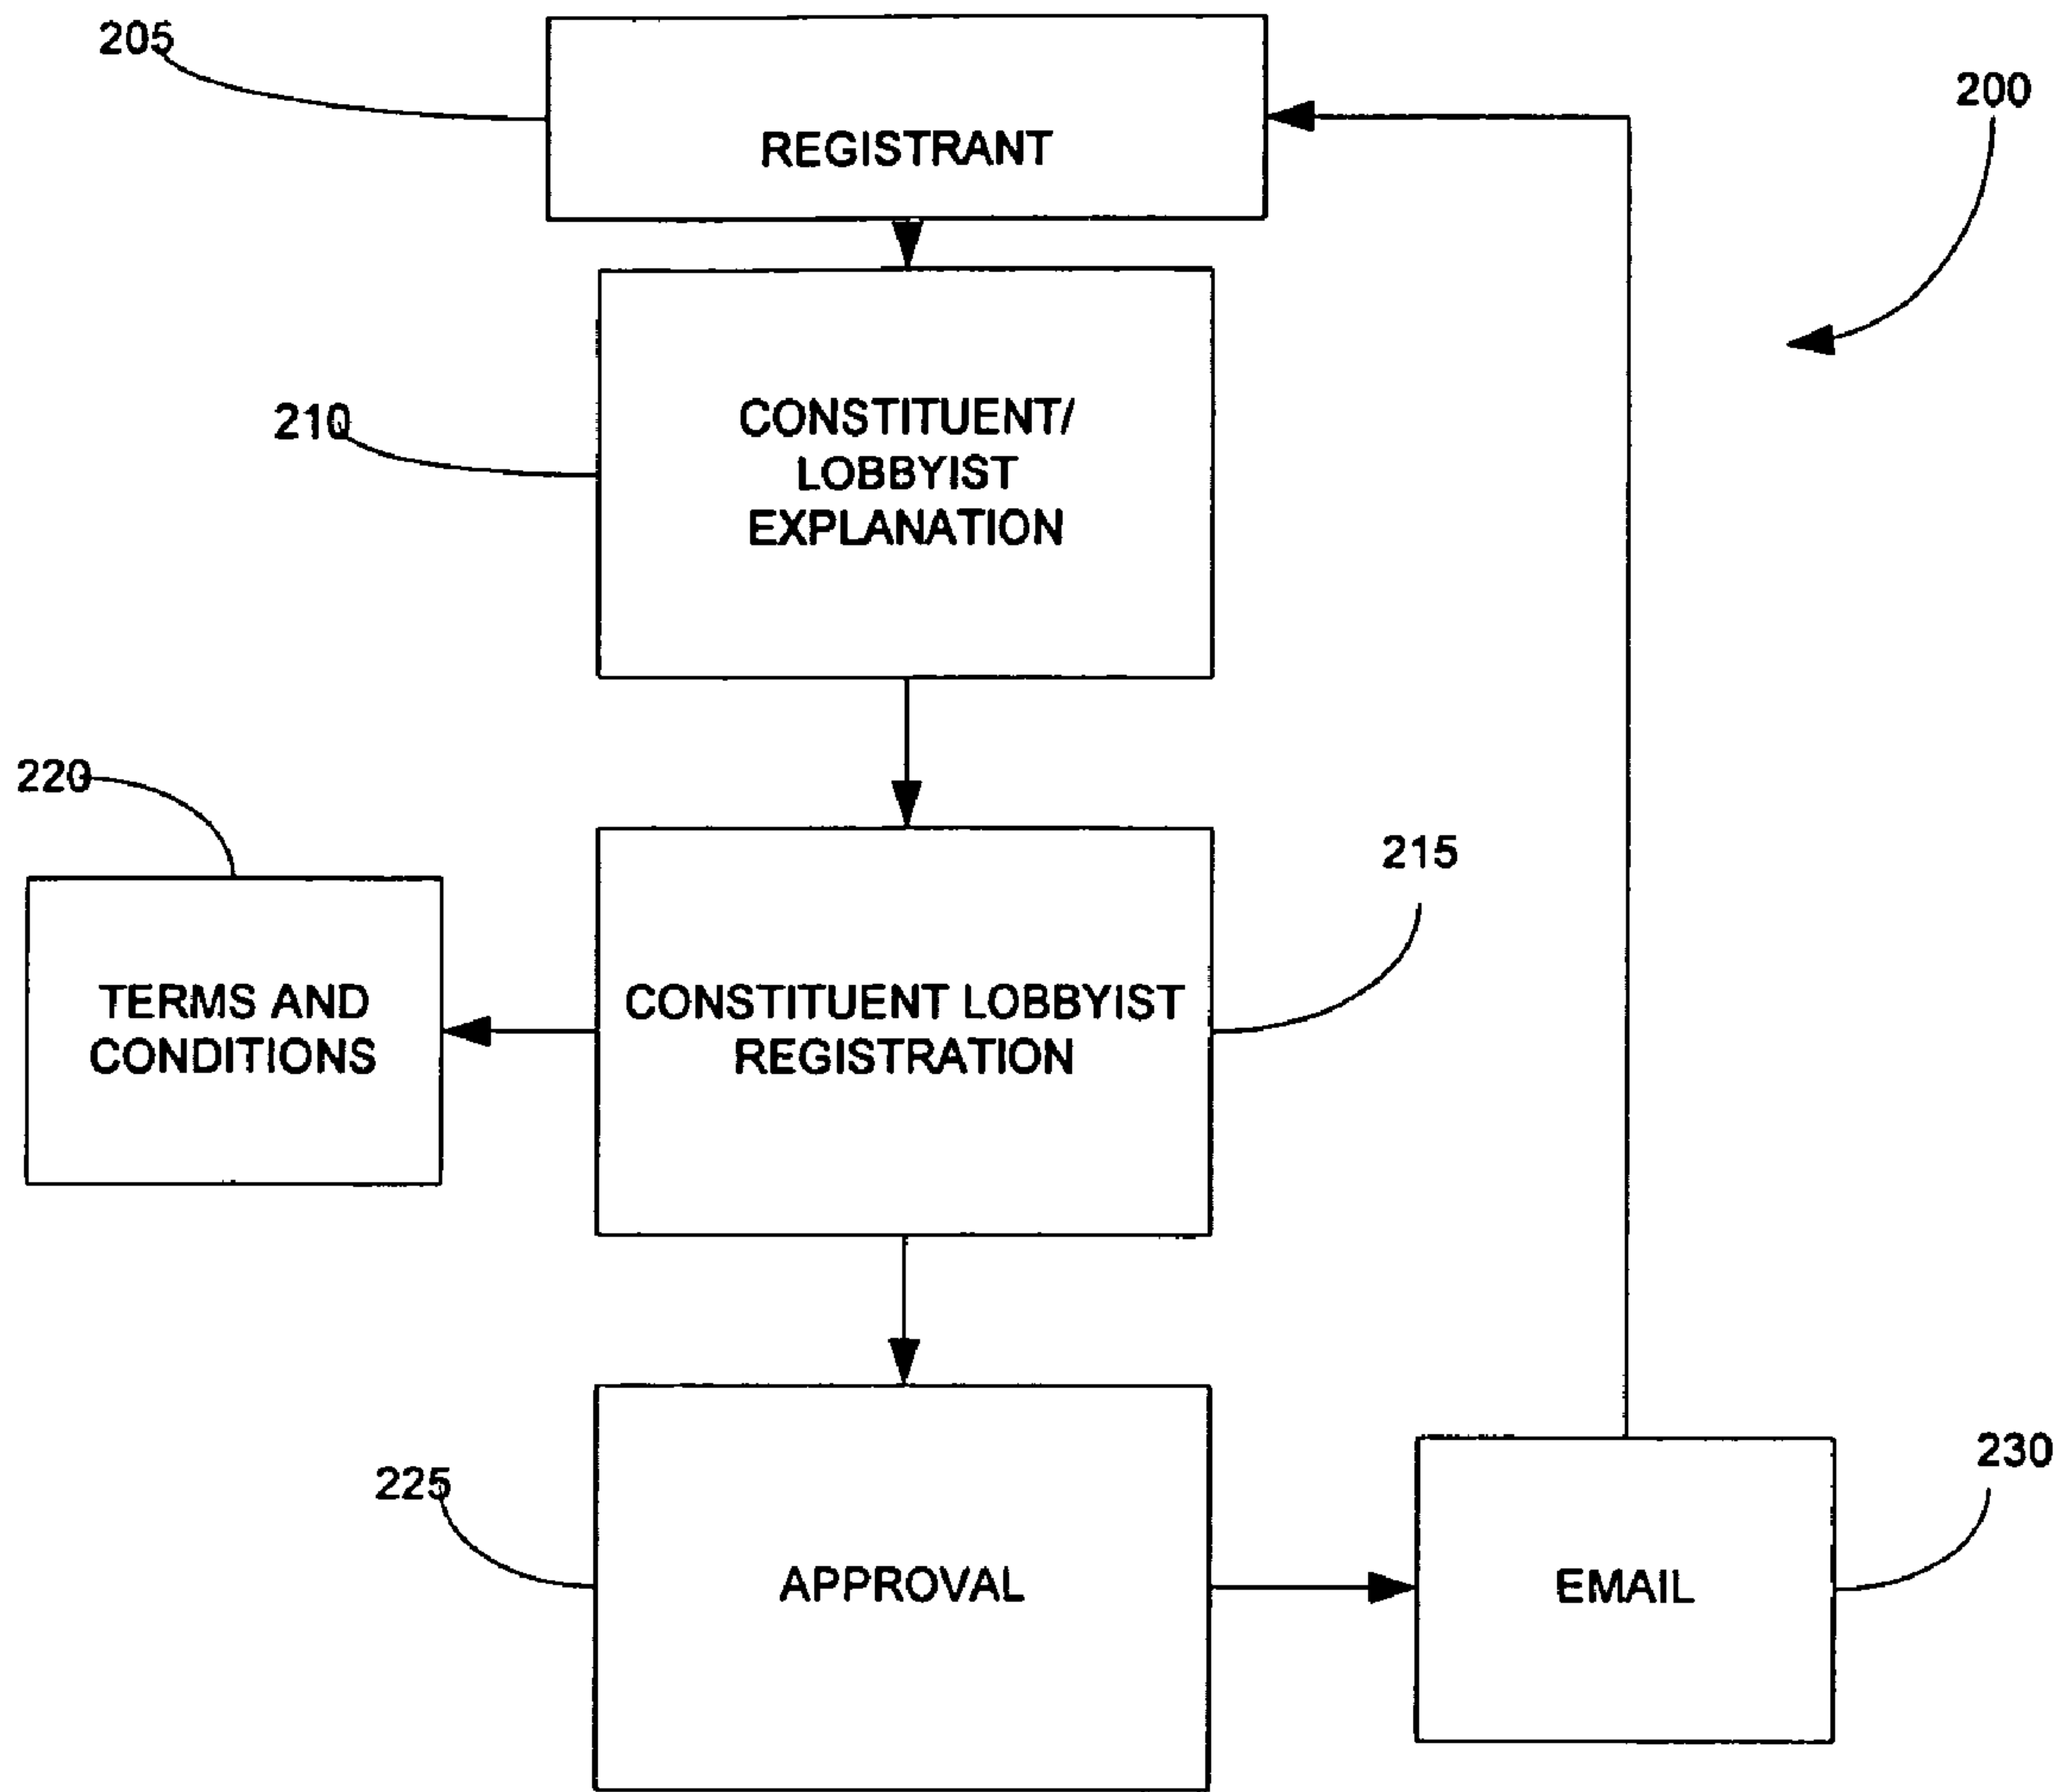 205
REGISTRANT
200
210
CONSTITUENT/
LOBBYIST
EXPLANATION
220
215
TERMS AND
CONDITIONS
CONSTITUENT LOBBYIST
REGISTRATION
225
APPROVAL
230
EMAIL